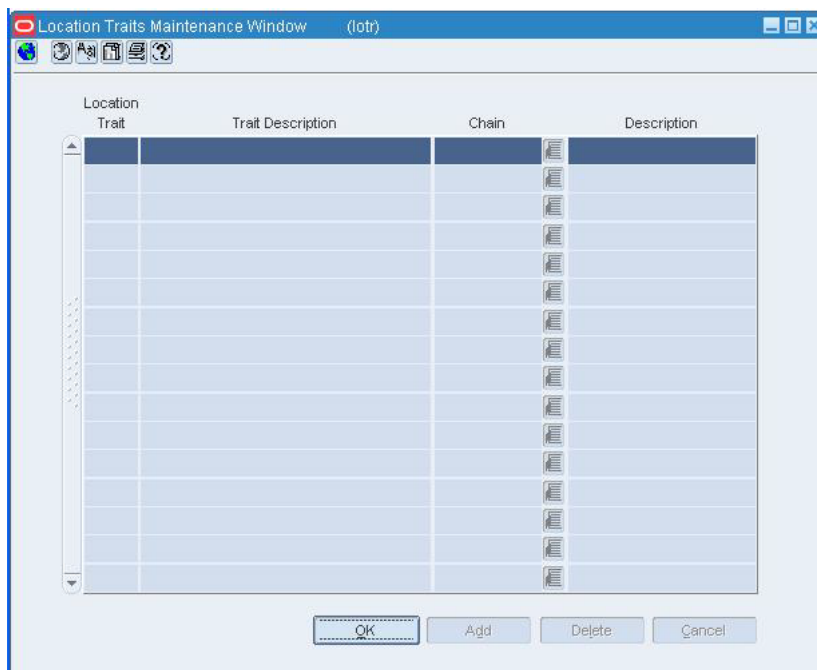 Location Traits Maintenance Window (lotr)
Location
Trait Trait Description Chain Description
OK Add Delete Cancel